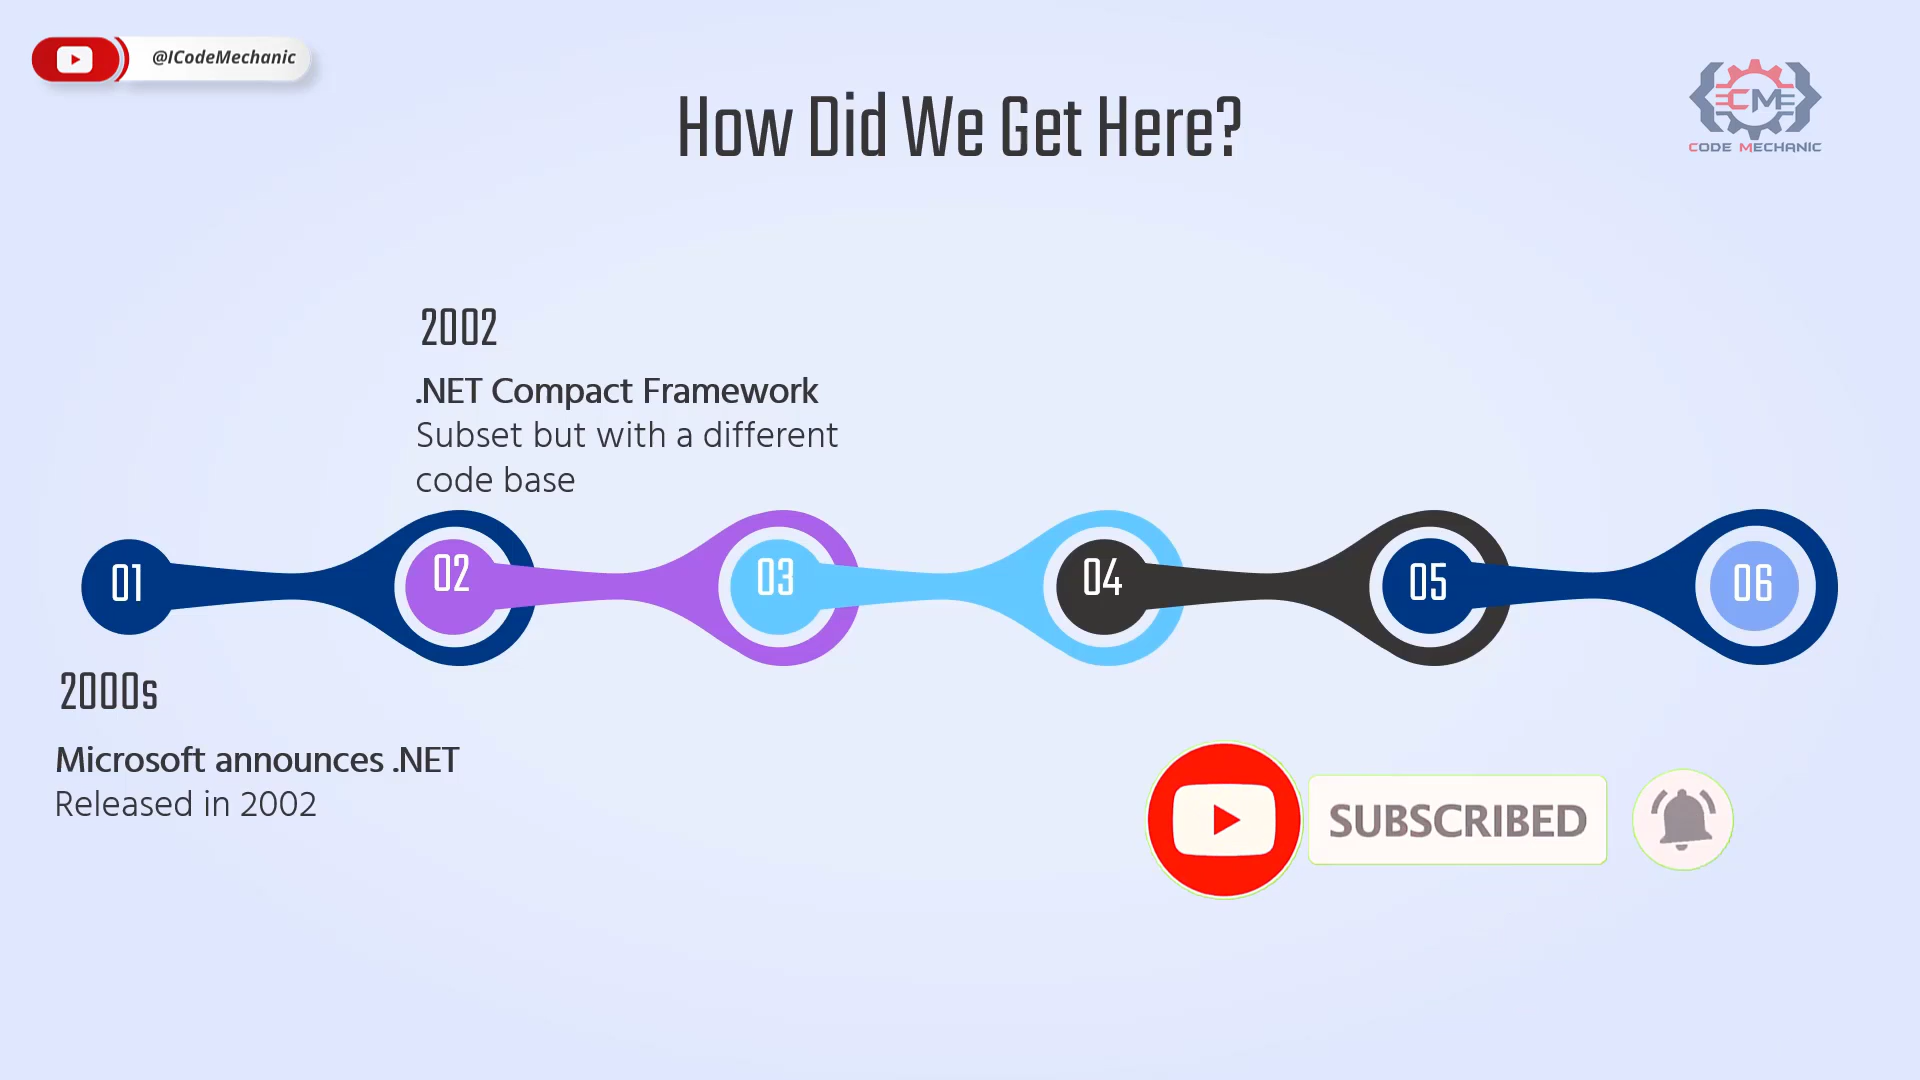 @ICodeMechanic
CME
CODE MECHANIC
How Did We Get Here?
2002
.NET Compact Framework
Subset but with a different
code base
01
02
03
04
05
06
2000s
Microsoft announces .NET
Released in 2002
SUBSCRIBED